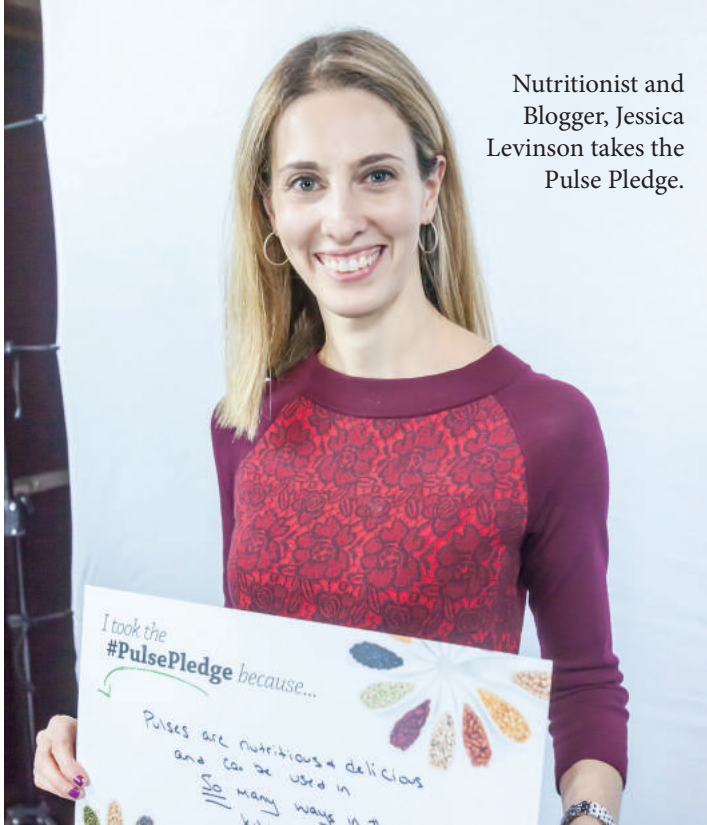 Nutritionist and
Blogger, Jessica
Levinson takes the
Pulse Pledge.
I took the
#PulsePledge because...
Pulses are nutritious & delicious
and can be used in
So many ways in